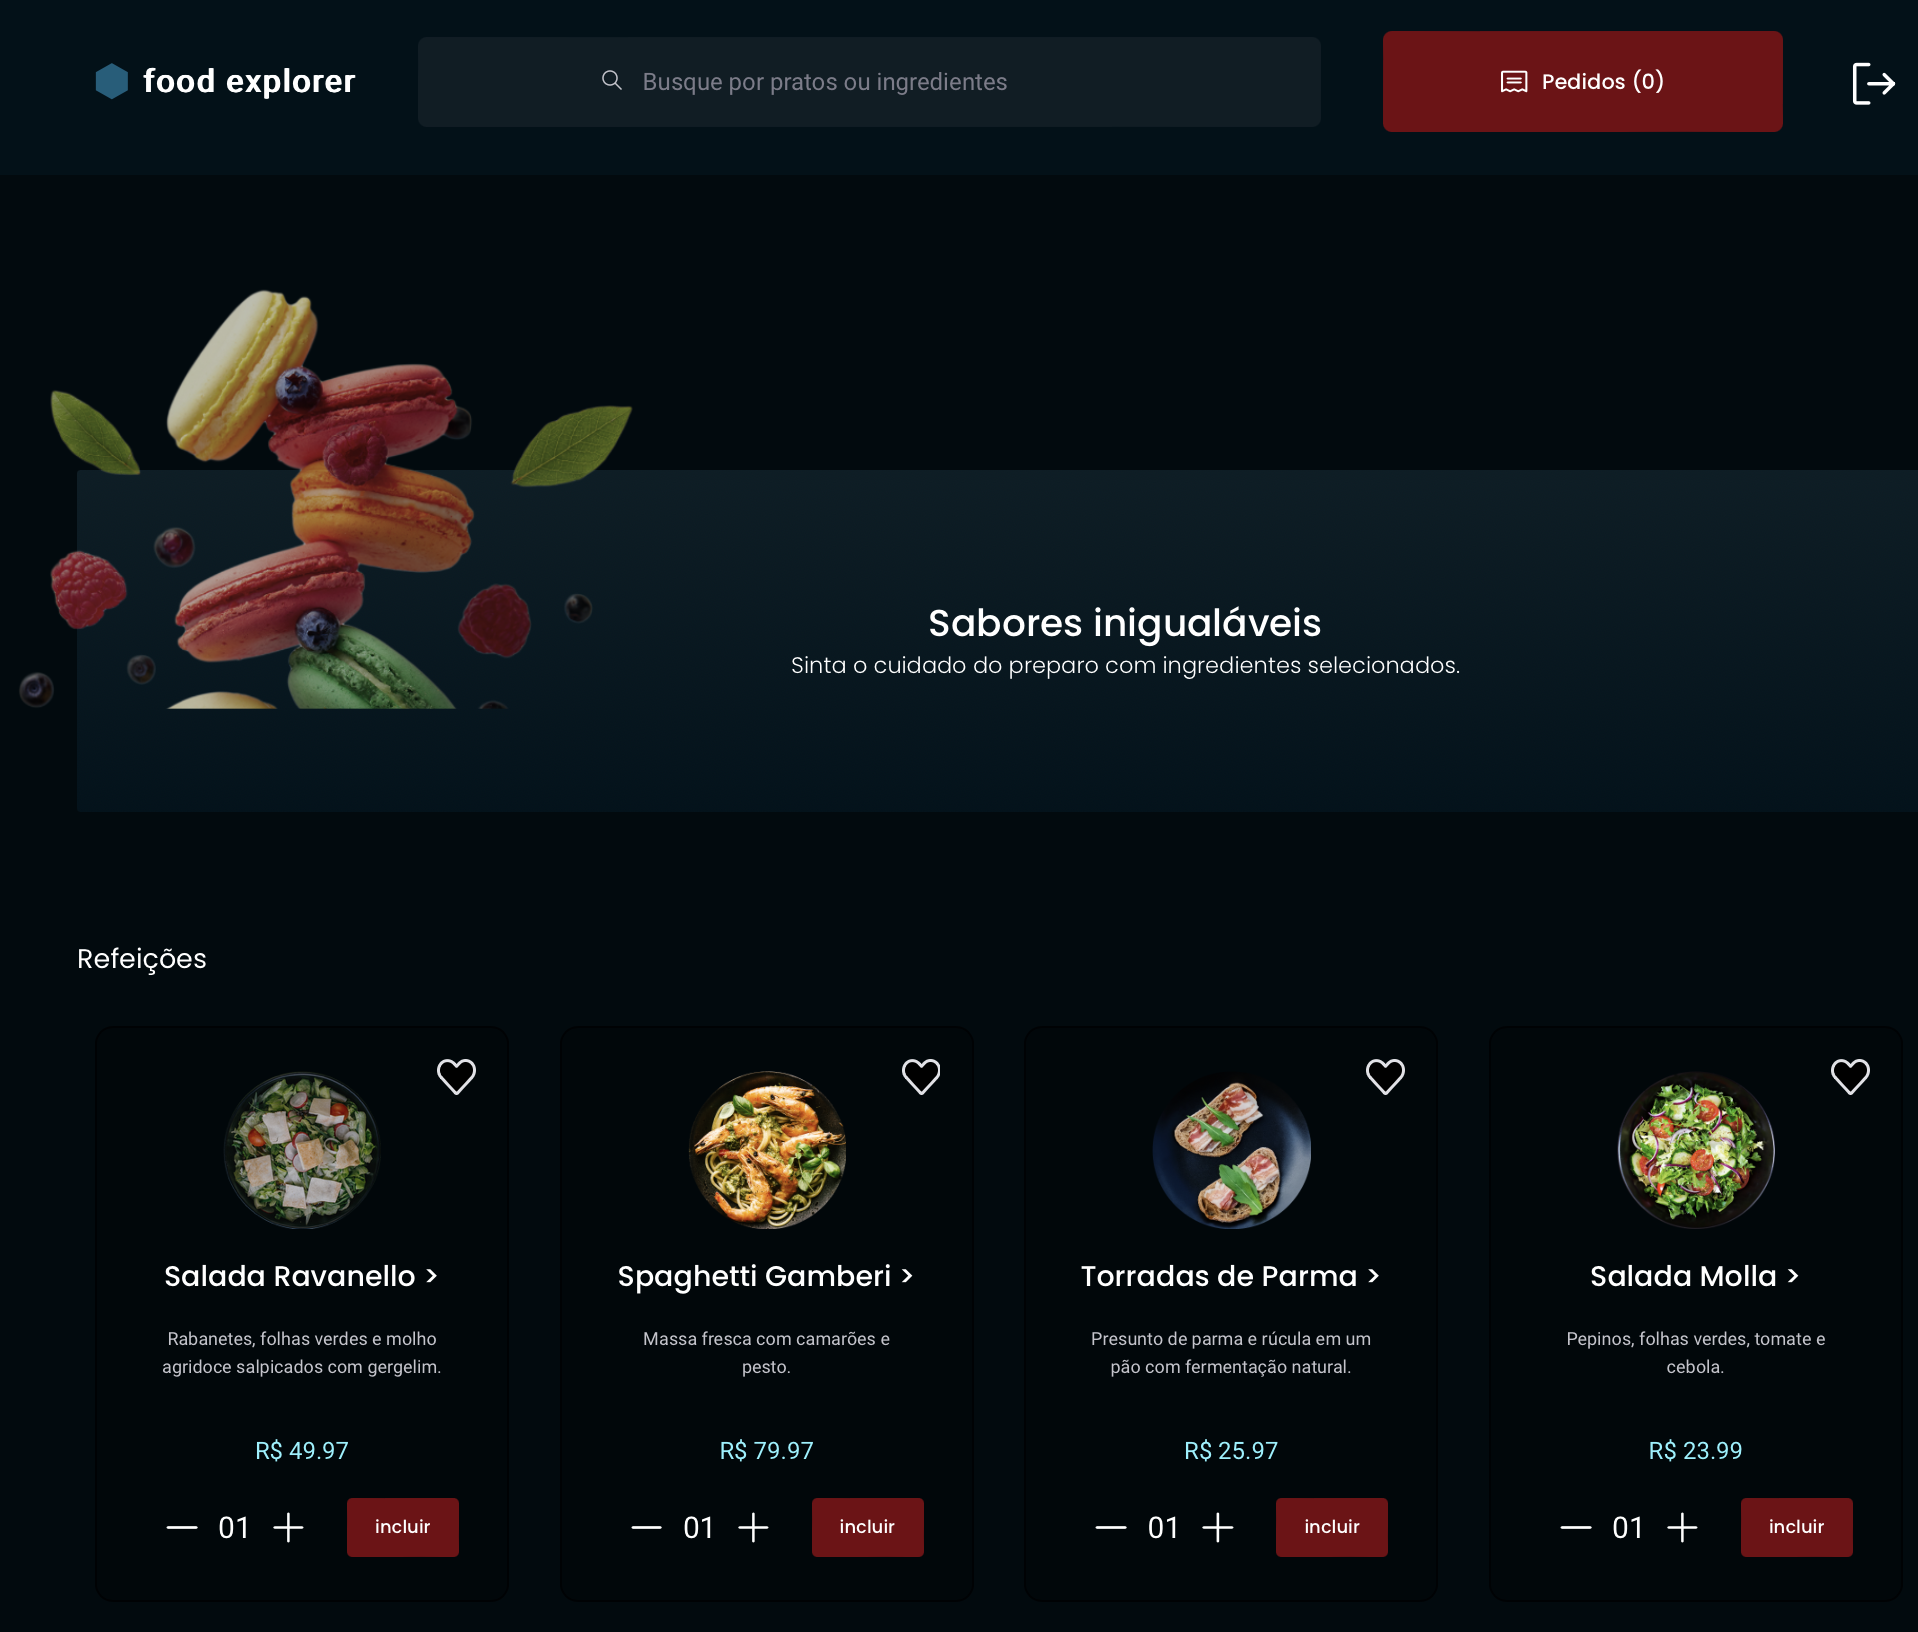 food explorer
Busque por pratos ou ingredientes
Pedidos (0)
Sabores inigualáveis
Sinta o cuidado do preparo com ingredientes selecionados.
Refeições
Salada Ravanello >
Rabanetes, folhas verdes e molho
agridoce salpicados com gergelim.
R$ 49.97
01
incluir
Spaghetti Gamberi >
Massa fresca com camarões e
pesto.
R$ 79.97
01
incluir
Torradas de Parma >
Presunto de parma e rúcula em um
pão com fermentação natural.
R$ 25.97
01
incluir
Salada Molla >
Pepinos, folhas verdes, tomate e
cebola.
R$ 23.99
01
incluir